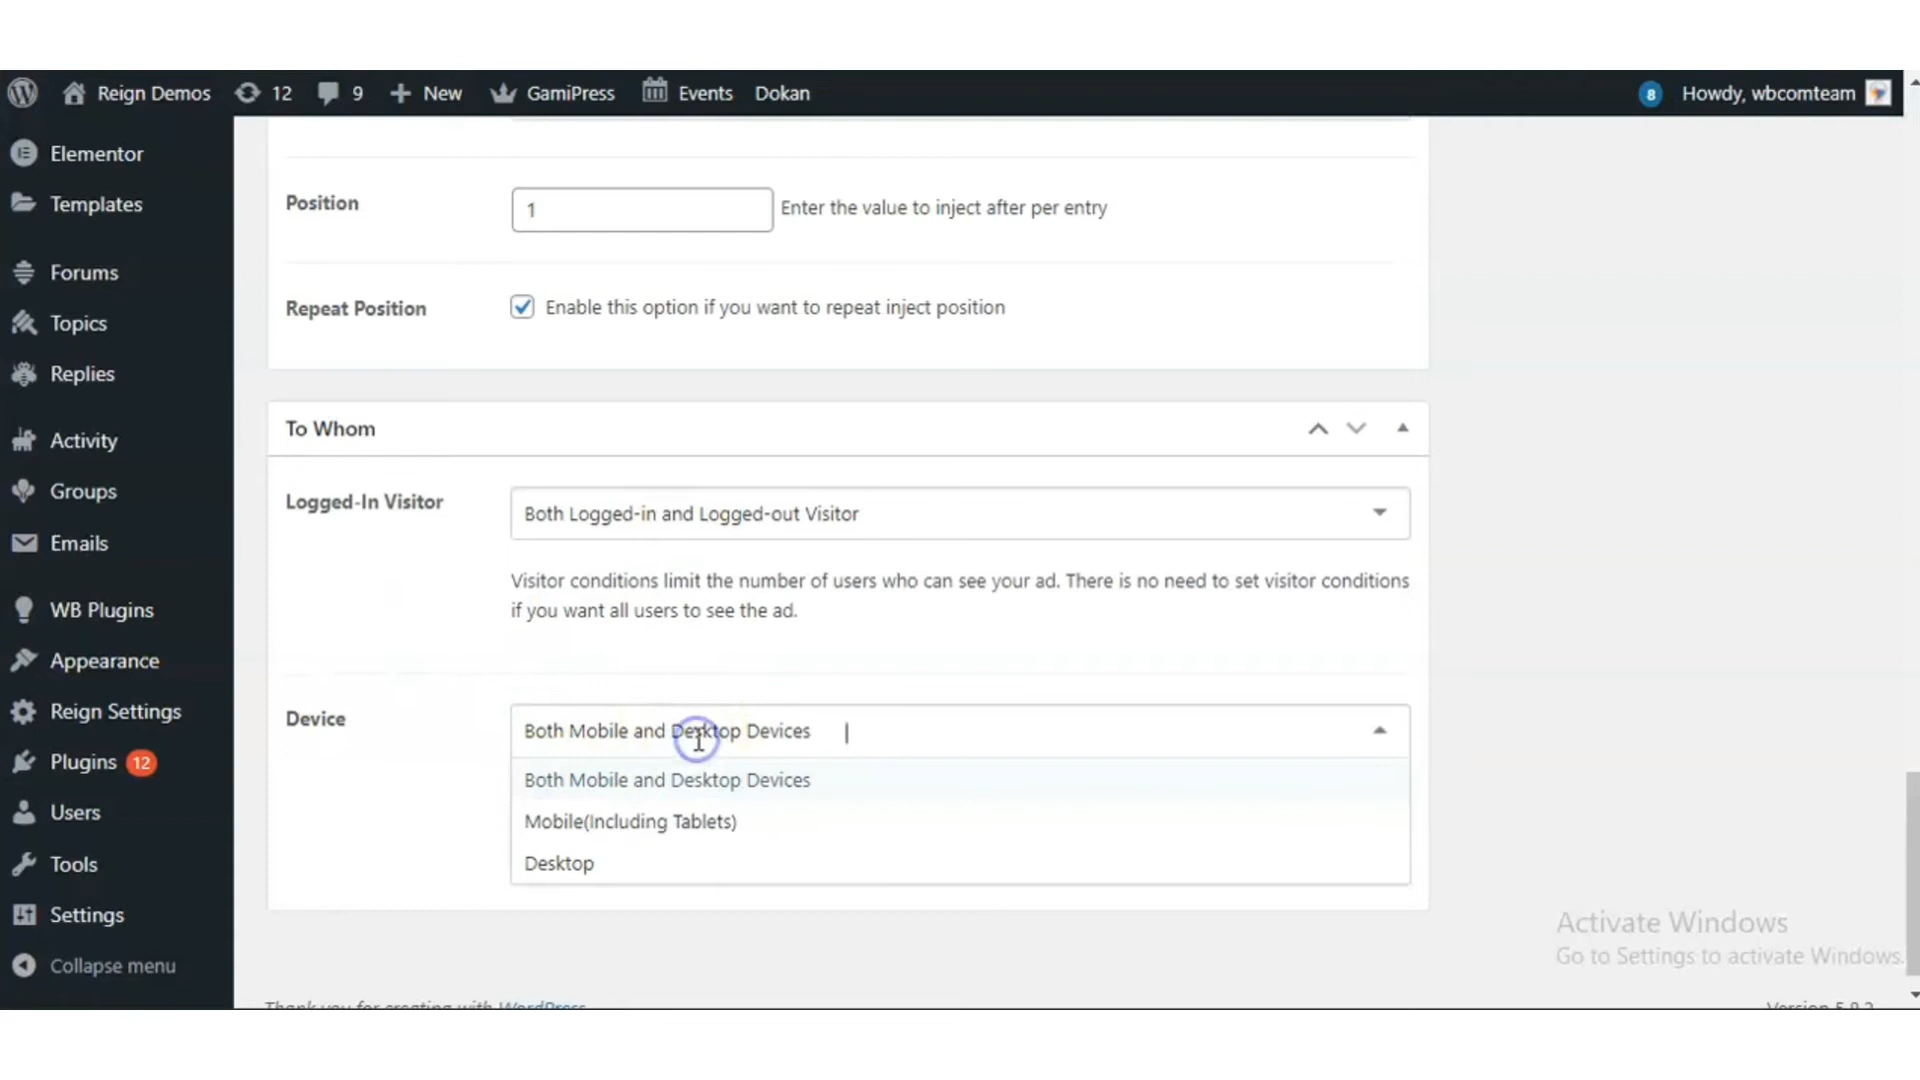 Reign Demos 12 9 New GamiPress Events Dokan 8 Howdy, wbcomteam
Elementor
Templates
Forums
Topics
Replies
Activity
Groups
Emails
WB Plugins
Appearance
Reign Settings
Plugins 12
Users
Tools
Settings
Collapse menu
Position 1 Enter the value to inject after per entry
Repeat Position Enable this option if you want to repeat inject position
To Whom
Logged-In Visitor Both Logged-in and Logged-out Visitor
Visitor conditions limit the number of users who can see your ad. There is no need to set visitor conditions
if you want all users to see the ad.
Device Both Mobile and Desktop Devices
Both Mobile and Desktop Devices
Mobile(Including Tablets)
Desktop
Activate Windows
Go to Settings to activate Windows.
Thank you for creating with WordPress